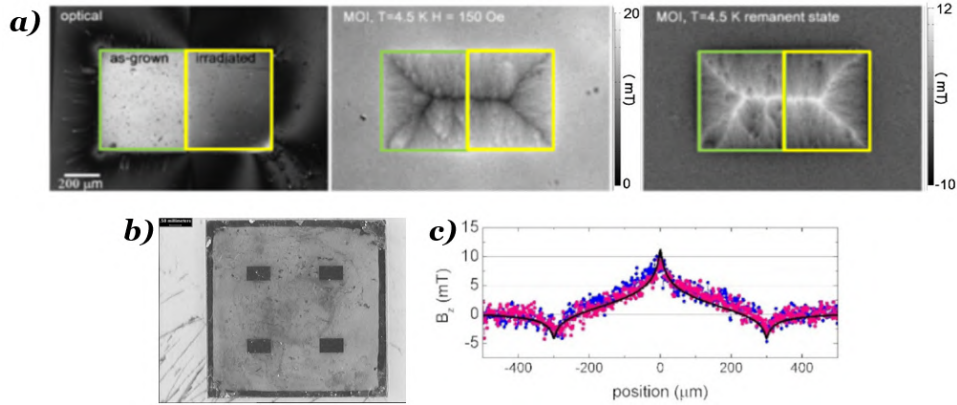 a)
optical
as-grown
irradiated
200 μm
MOI, T=4.5 K H = 150 Oe
20
(mT)
0
MOI, T=4.5 K remanent state
12
(mT)
-10
b)
c)
15
10
5
0
-5
B_z (mT)
-400
-200
0
200
400
position (μm)